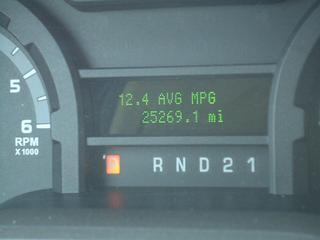 12.4 AVG MPG
25269.1 mi
5
6
RPM
X 1000
P R N D 2 1